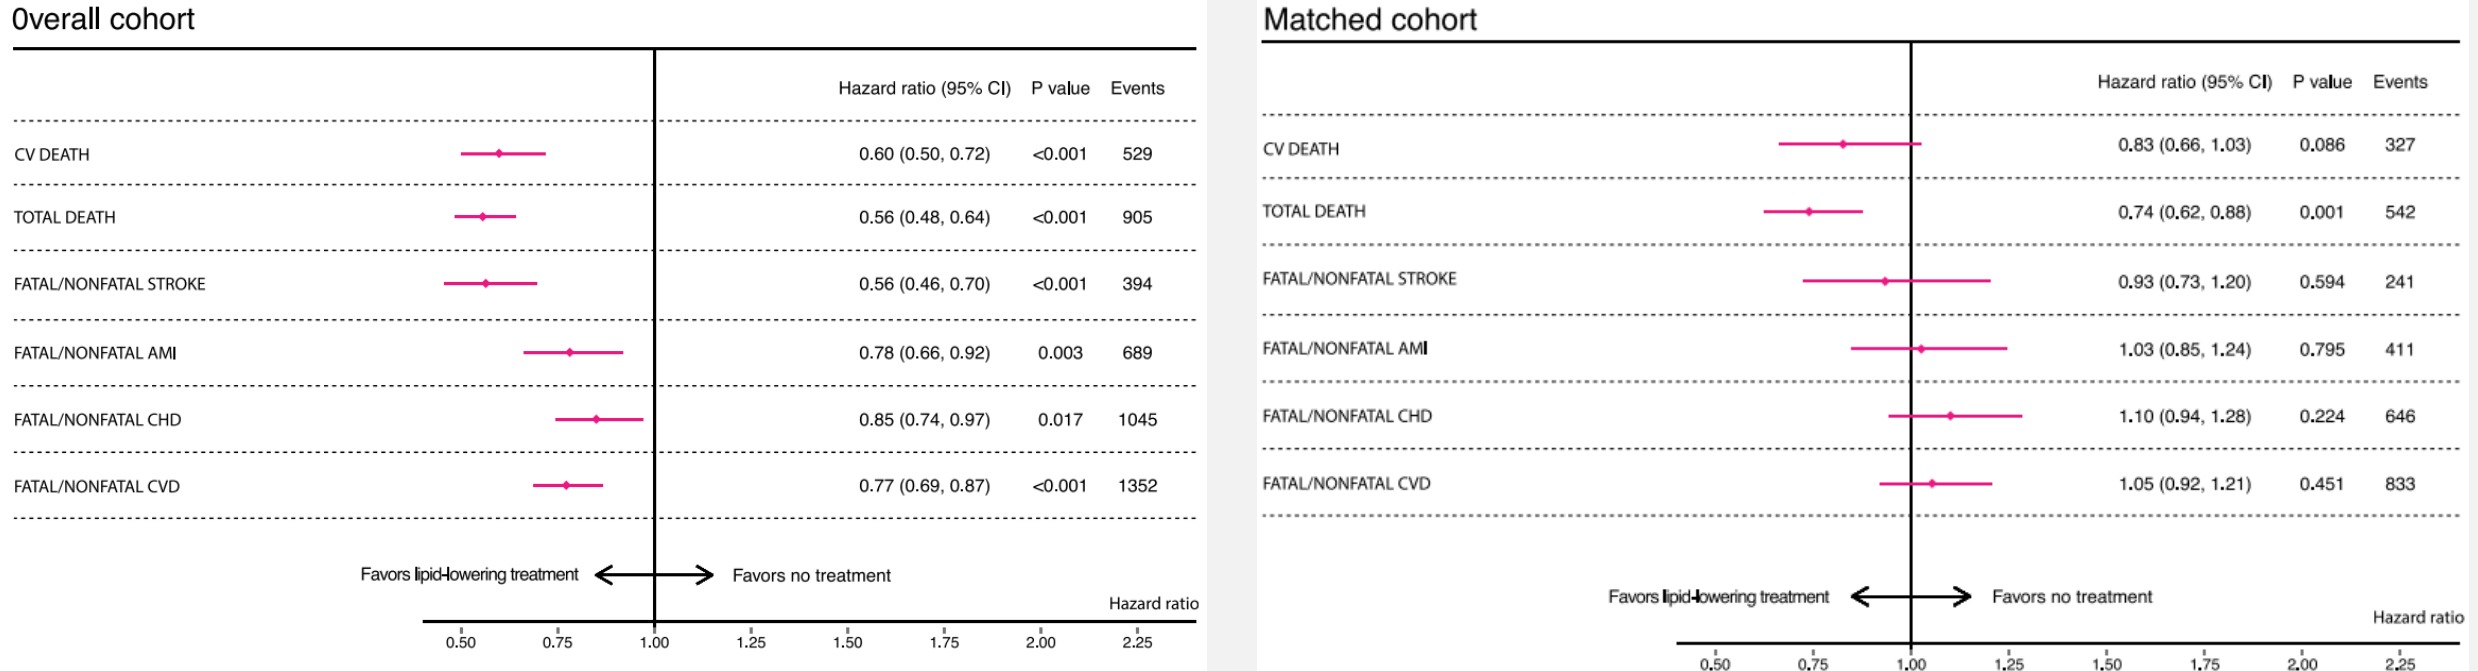 0verall cohort
Hazard ratio (95% CI) P value Events
CV DEATH 0.60 (0.50, 0.72) <0.001 529
TOTAL DEATH 0.56 (0.48, 0.64) <0.001 905
FATAL/NONFATAL STROKE 0.56 (0.46, 0.70) <0.001 394
FATAL/NONFATAL AMI 0.78 (0.66, 0.92) 0.003 689
FATAL/NONFATAL CHD 0.85 (0.74, 0.97) 0.017 1045
FATAL/NONFATAL CVD 0.77 (0.69, 0.87) <0.001 1352
Favors lipid-lowering treatment Favors no treatment
Hazard ratio
0.50 0.75 1.00 1.25 1.50 1.75 2.00 2.25
Matched cohort
Hazard ratio (95% CI) P value Events
CV DEATH 0.83 (0.66, 1.03) 0.086 327
TOTAL DEATH 0.74 (0.62, 0.88) 0.001 542
FATAL/NONFATAL STROKE 0.93 (0.73, 1.20) 0.594 241
FATAL/NONFATAL AMI 1.03 (0.85, 1.24) 0.795 411
FATAL/NONFATAL CHD 1.10 (0.94, 1.28) 0.224 646
FATAL/NONFATAL CVD 1.05 (0.92, 1.21) 0.451 833
Favors lipid-lowering treatment Favors no treatment
Hazard ratio
0.50 0.75 1.00 1.25 1.50 1.75 2.00 2.25